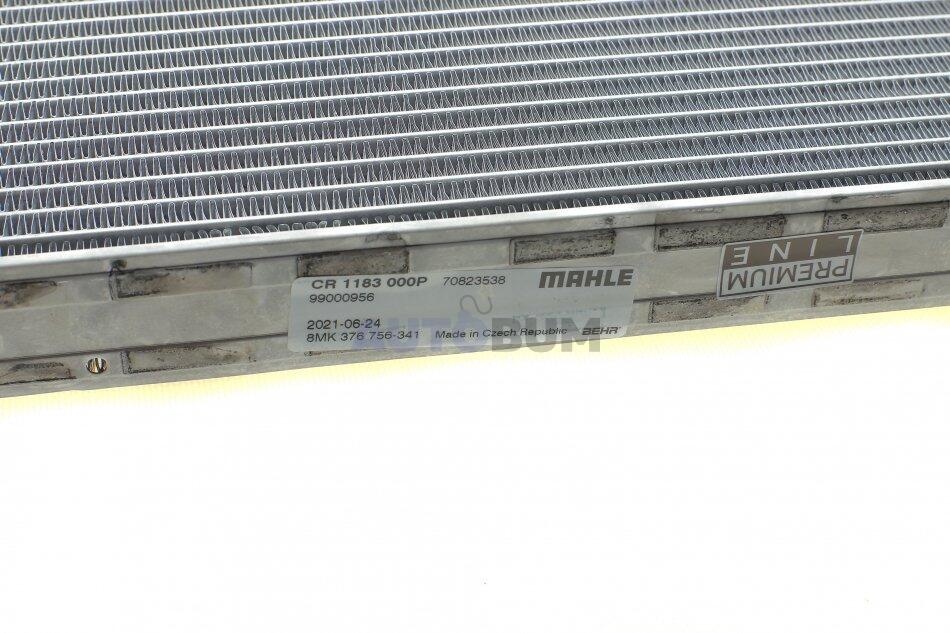 CR 1183 000P 70823538 MAHLE
99000956
2021-06-24
8MK 376 756-341 Made in Czech Republic BEHR
AUTOBUM
PREMIUM
LINE